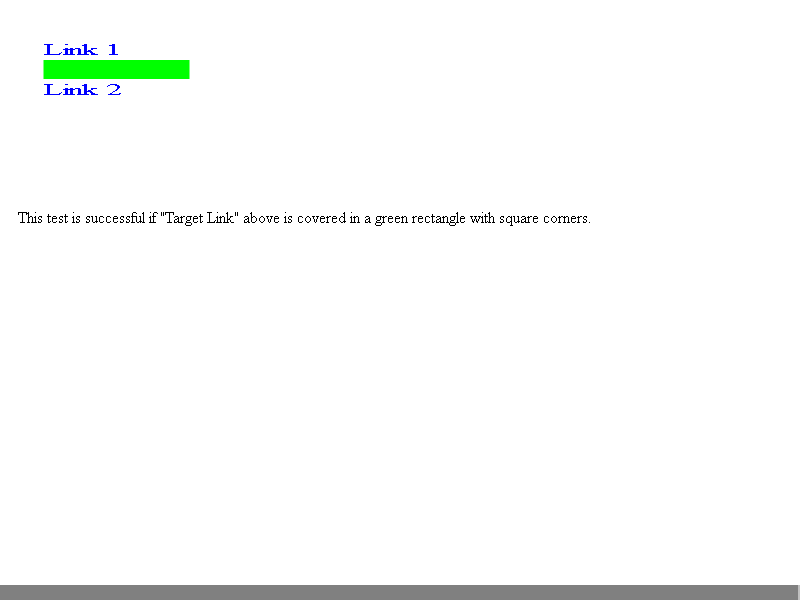 Link 1
Link 2
This test is successful if "Target Link" above is covered in a green rectangle with square corners.